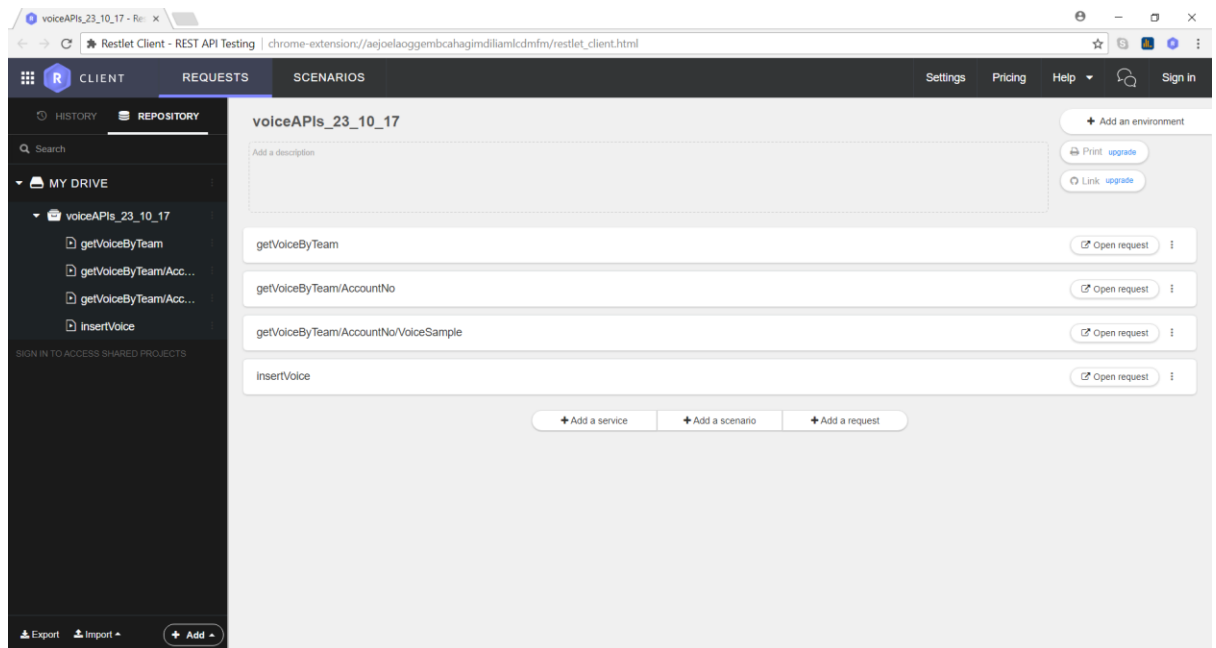 voiceAPIs_23_10_17 - Re
Restlet Client - REST API Testing | chrome-extension://aejoelaoggembcahagimdiliamlcdmfm/restlet_client.html
R CLIENT REQUESTS SCENARIOS Settings Pricing Help Sign in
HISTORY REPOSITORY
Search
MY DRIVE
voiceAPIs_23_10_17
getVoiceByTeam
getVoiceByTeam/Acc...
getVoiceByTeam/Acc...
insertVoice
SIGN IN TO ACCESS SHARED PROJECTS
Export Import + Add
voiceAPIs_23_10_17
+ Add an environment
Add a description
Print upgrade
Link upgrade
getVoiceByTeam Open request
getVoiceByTeam/AccountNo Open request
getVoiceByTeam/AccountNo/VoiceSample Open request
insertVoice Open request
+ Add a service + Add a scenario + Add a request